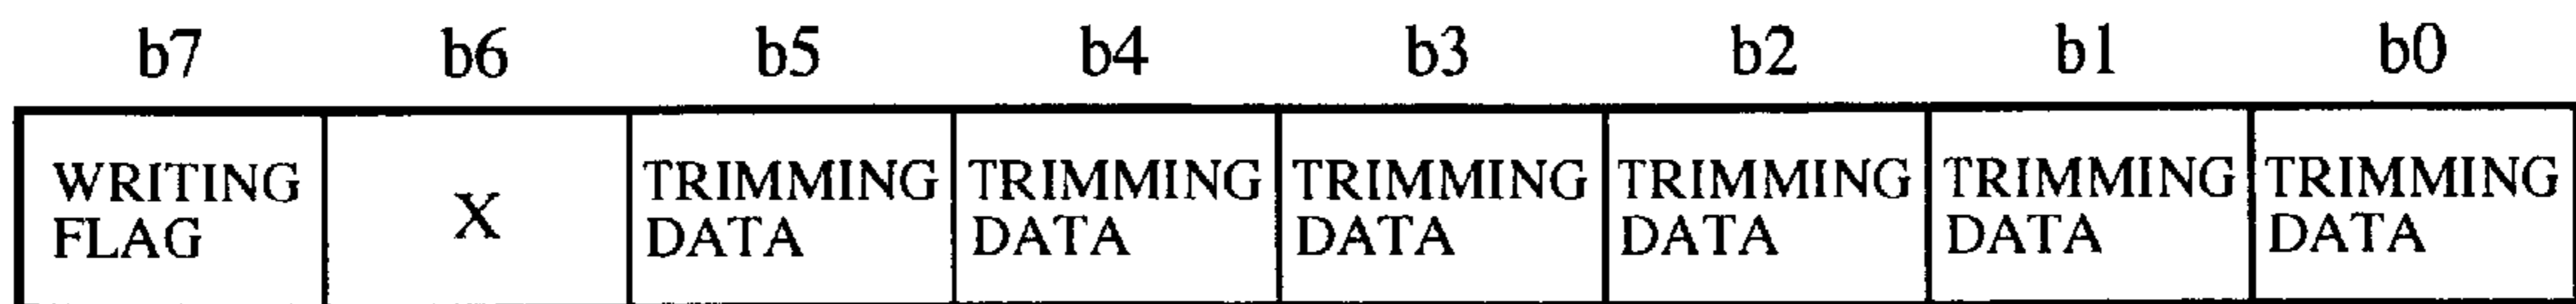 b7 b6 b5 b4 b3 b2 b1 b0
WRITING X TRIMMING TRIMMING TRIMMING TRIMMING TRIMMING TRIMMING
FLAG DATA DATA DATA DATA DATA DATA